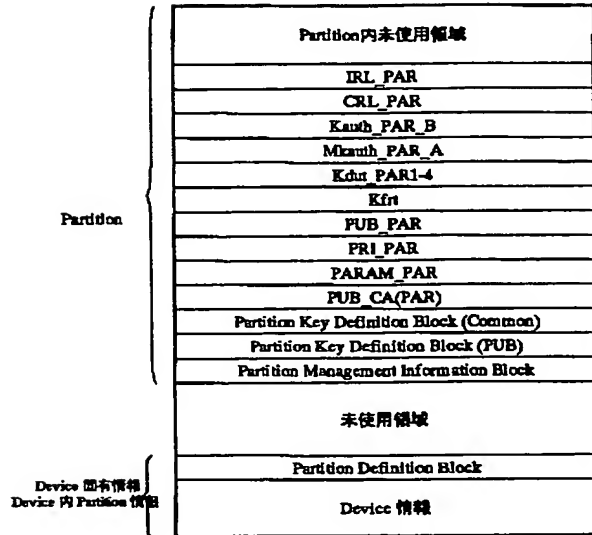 Partition内未使用領域
IRL_PAR
CRL_PAR
Kauth_PAR_B
Mkauth_PAR_A
Kdut_PAR1-4
Kfrt
PUB_PAR
PRI_PAR
PARAM_PAR
PUB_CA(PAR)
Partition Key Definition Block (Common)
Partition Key Definition Block (PUB)
Partition Management Information Block
Partition
未使用領域
Partition Definition Block
Device 情報
Device 固有情報
Device 内 Partition 情報